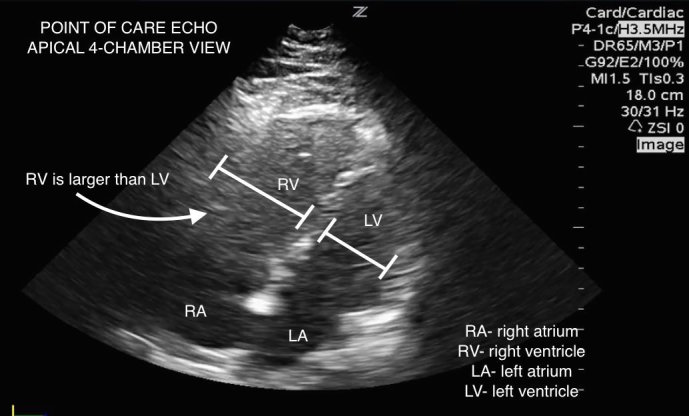 POINT OF CARE ECHO
APICAL 4-CHAMBER VIEW
Z
Card/Cardiac
P4-1c/H3.5MHz
DR65/M3/P1
G92/E2/100%
MI1.5 TIs0.3
18.0 cm
30/31 Hz
ZSI 0
Image
RV is larger than LV
RV
LV
RA
LA
RA- right atrium
RV- right ventricle
LA- left atrium
LV- left ventricle